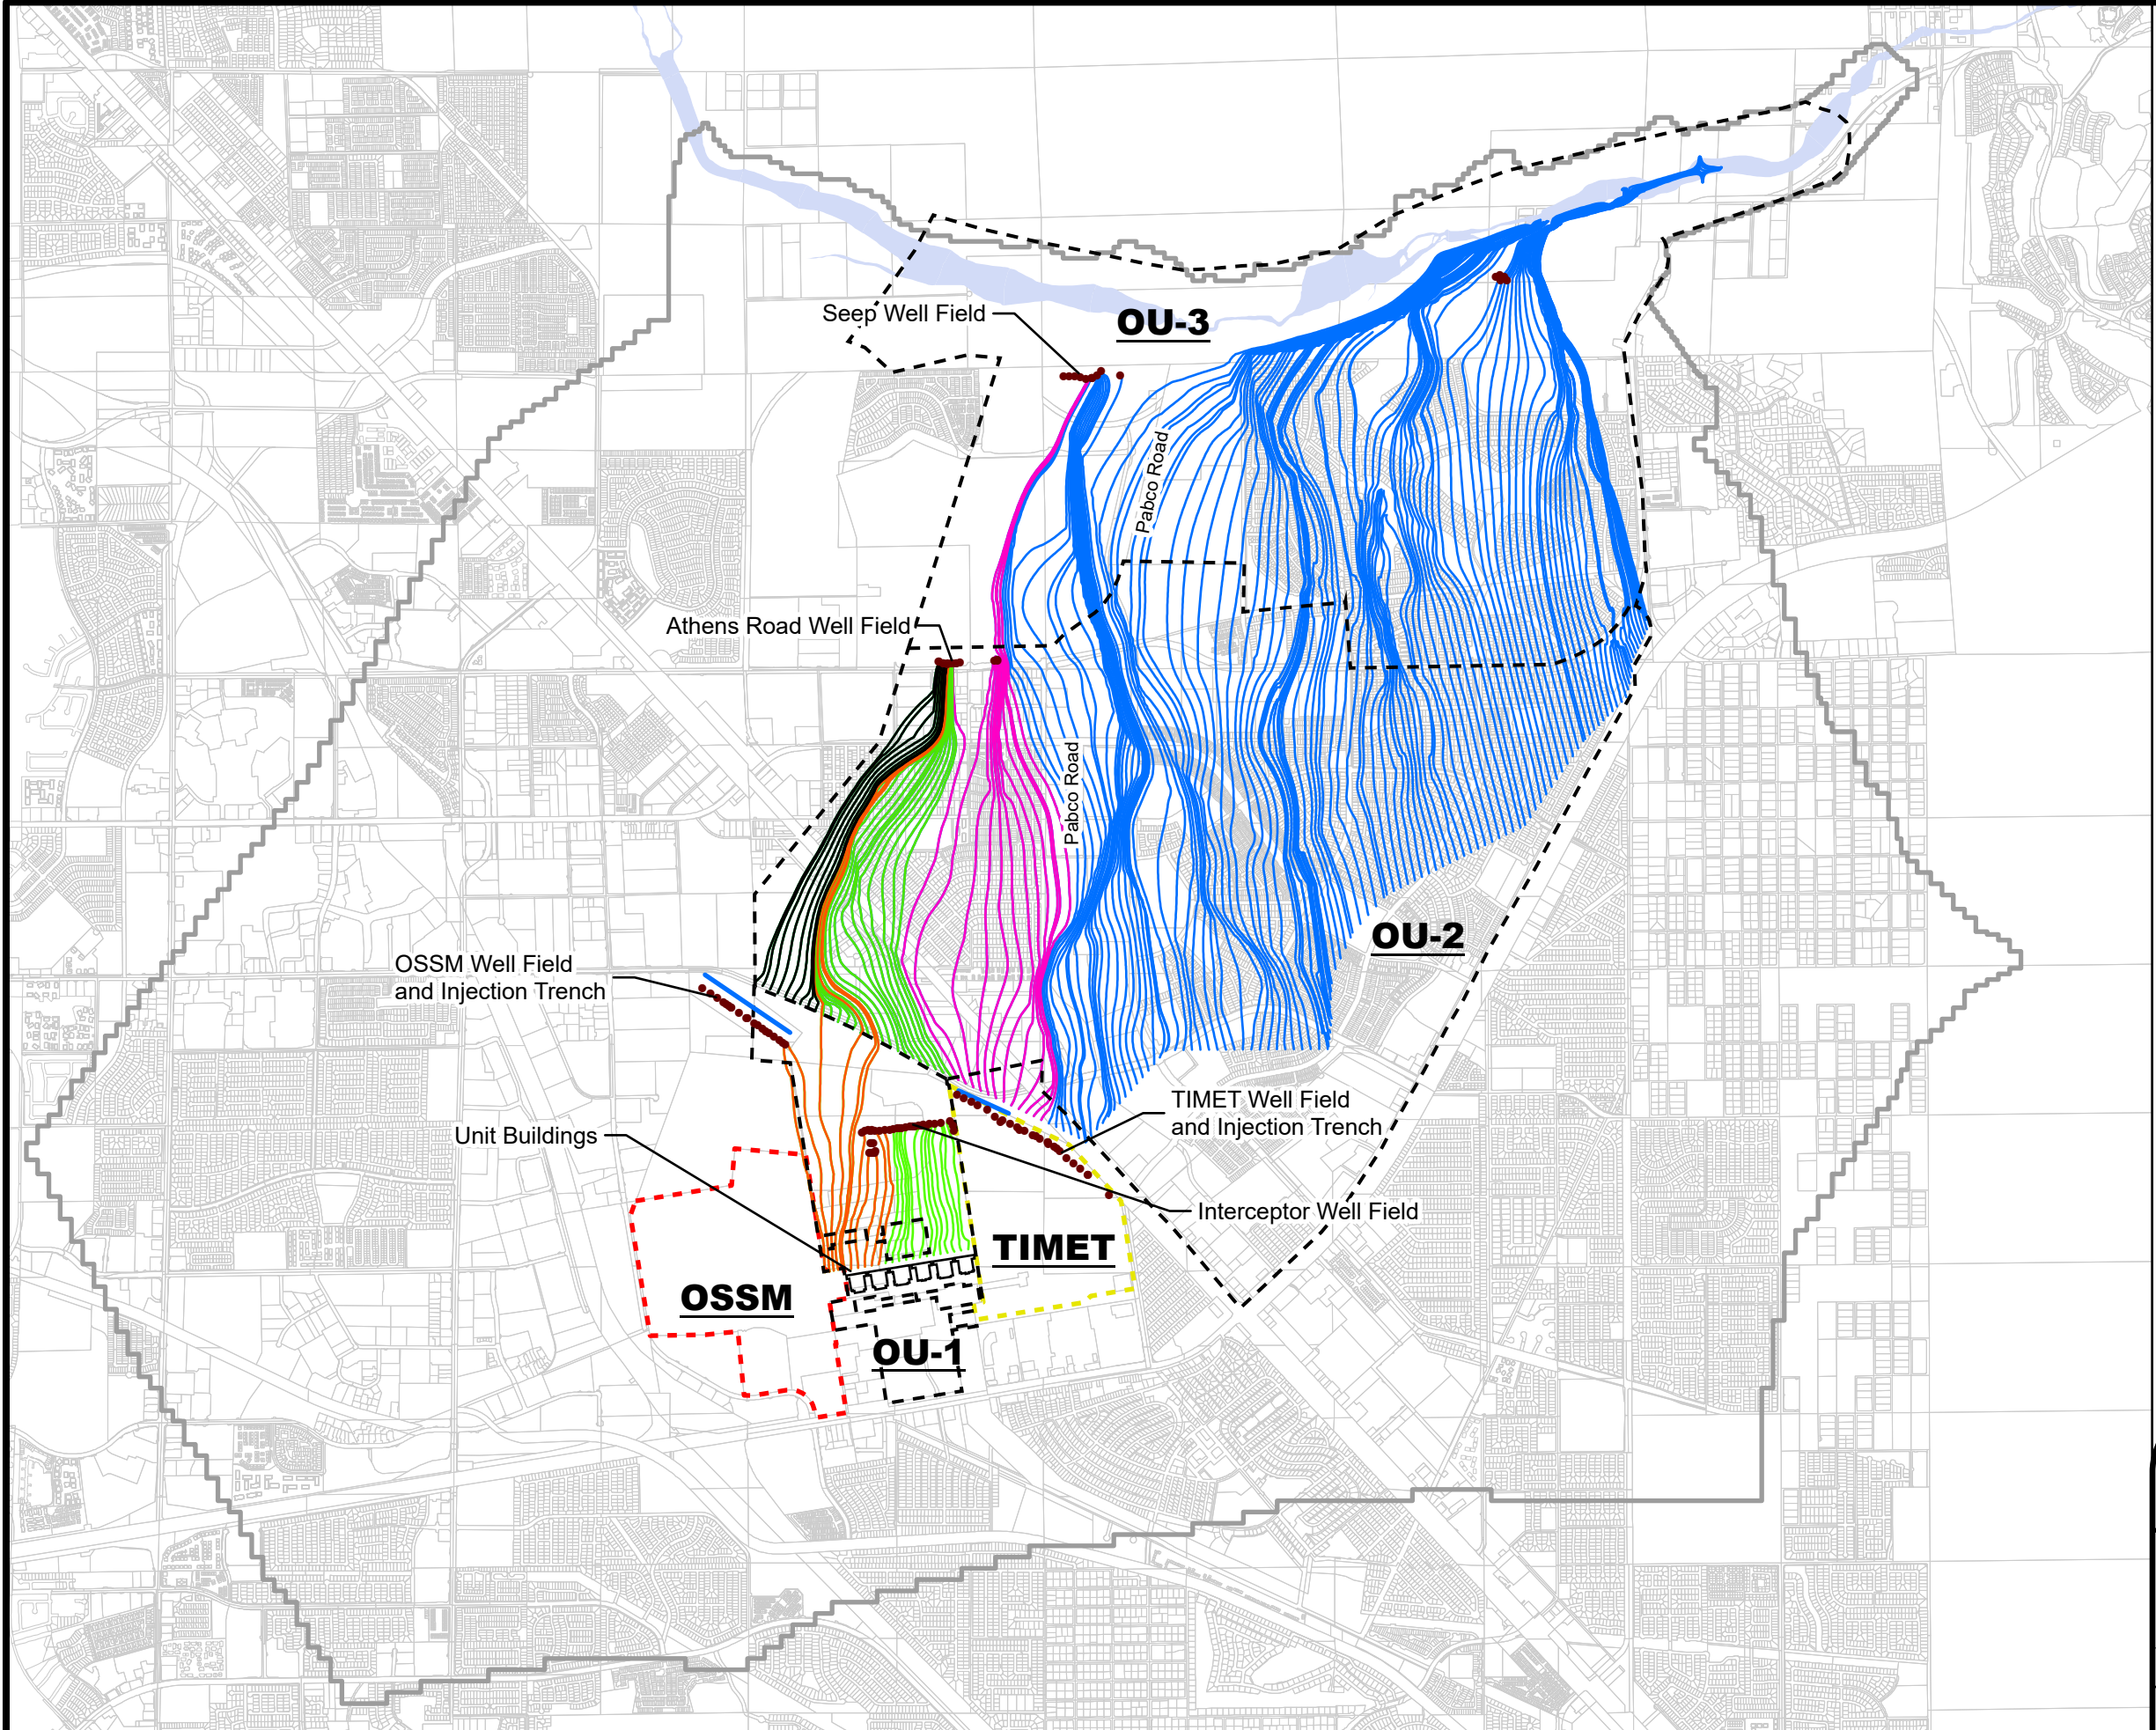 Seep Well Field
OU-3
Pabco Road
Athens Road Well Field
Pabco Road
OU-2
OSSM Well Field
and Injection Trench
TIMET Well Field
and Injection Trench
Unit Buildings
Interceptor Well Field
TIMET
OSSM
OU-1